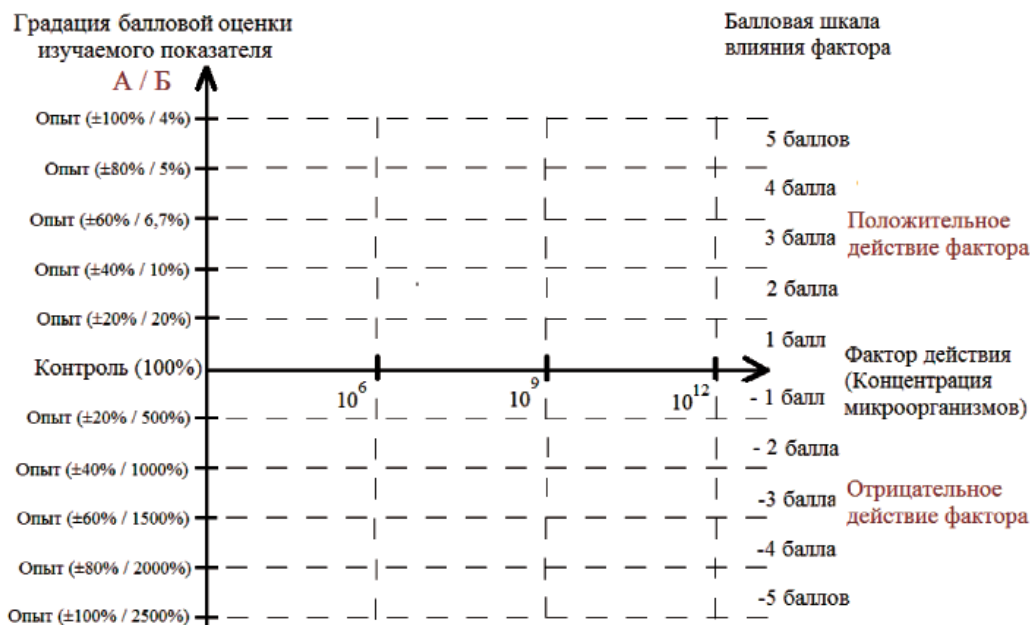 Градация балловой оценки
изучаемого показателя
А / Б
Балловая шкала
влияния фактора
Опыт (±100% / 4%)
5 баллов
Опыт (±80% / 5%)
4 балла
Опыт (±60% / 6,7%)
3 балла
Положительное
действие фактора
Опыт (±40% / 10%)
2 балла
Опыт (±20% / 20%)
1 балл
Контроль (100%)
Фактор действия
(Концентрация
микроорганизмов)
10^6
10^9
10^12
- 1 балл
Опыт (±20% / 500%)
- 2 балла
Опыт (±40% / 1000%)
-3 балла
Отрицательное
действие фактора
Опыт (±60% / 1500%)
-4 балла
Опыт (±80% / 2000%)
-5 баллов
Опыт (±100% / 2500%)